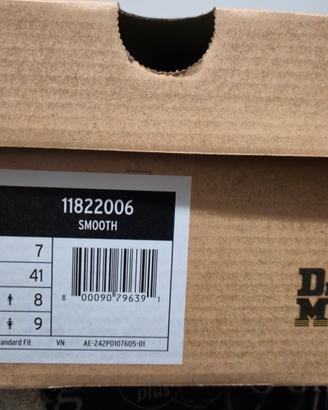 11822006
SMOOTH
7
41
8
9
8 00090 79639 1
andard Fit
VN
AE-Z42P0107605-01
D
M